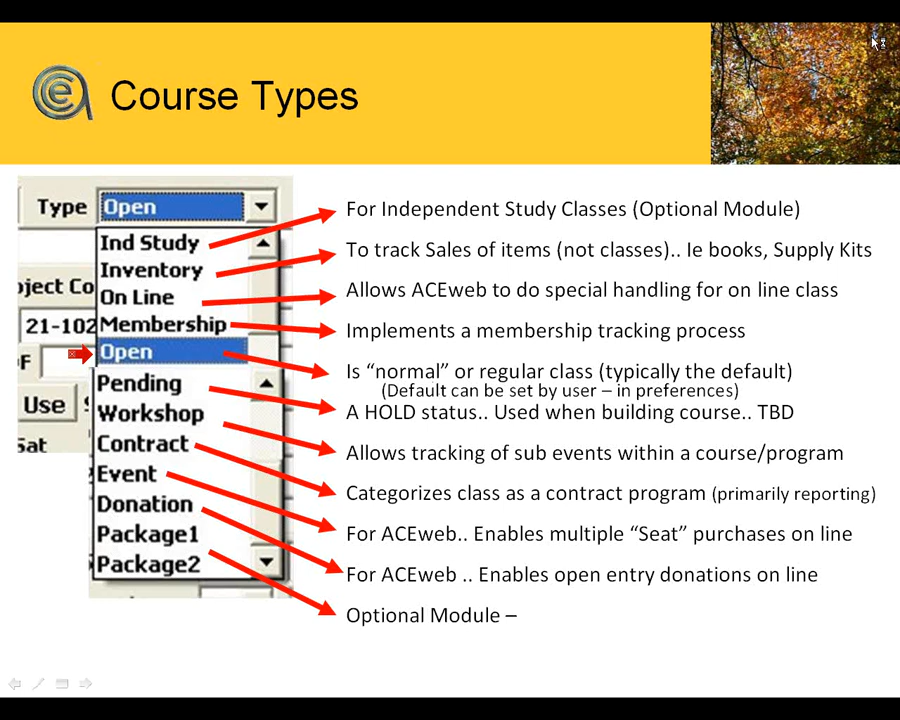 Course Types
Type Open
Ind Study
Inventory
On Line
Membership
Open
Pending
Workshop
Contract
Event
Donation
Package1
Package2
ject Co
21-102
F
Use
Sat
For Independent Study Classes (Optional Module)
To track Sales of items (not classes).. Ie books, Supply Kits
Allows ACEweb to do special handling for on line class
Implements a membership tracking process
Is “normal” or regular class (typically the default)
(Default can be set by user – in preferences)
A HOLD status.. Used when building course.. TBD
Allows tracking of sub events within a course/program
Categorizes class as a contract program (primarily reporting)
For ACEweb.. Enables multiple “Seat” purchases on line
For ACEweb .. Enables open entry donations on line
Optional Module –